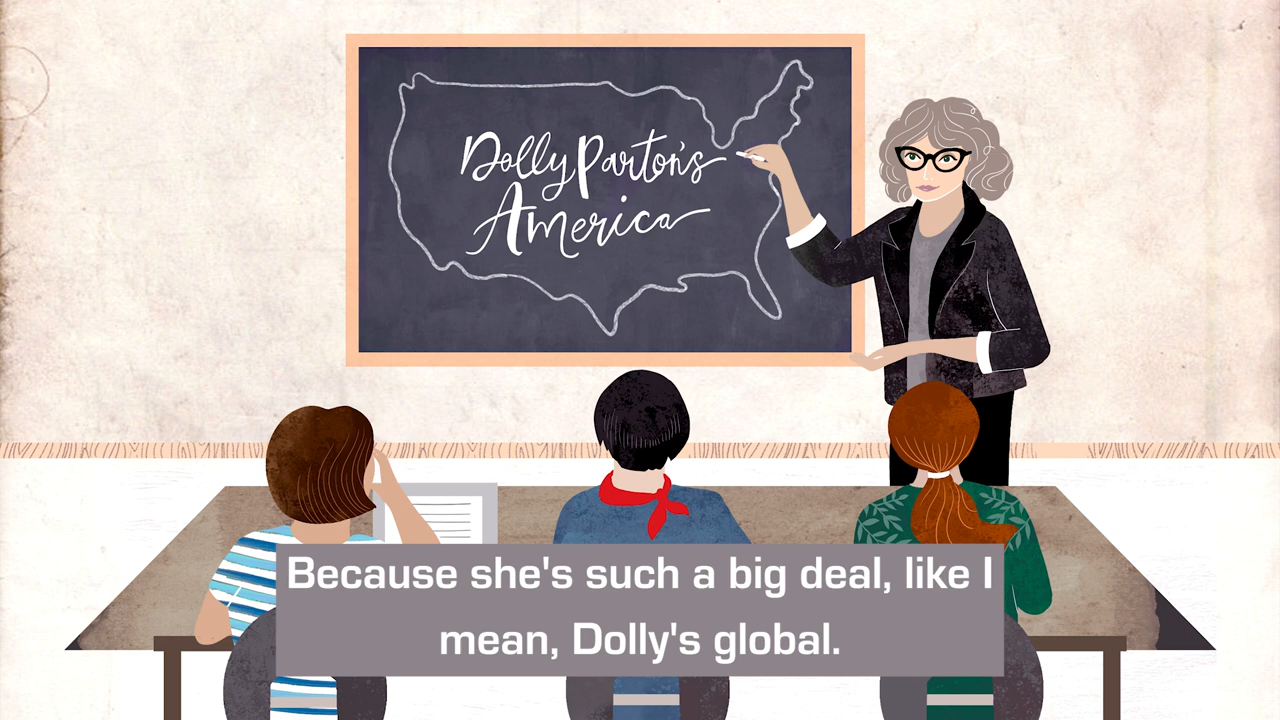 Dolly Parton's
America
Because she's such a big deal, like I
mean, Dolly's global.